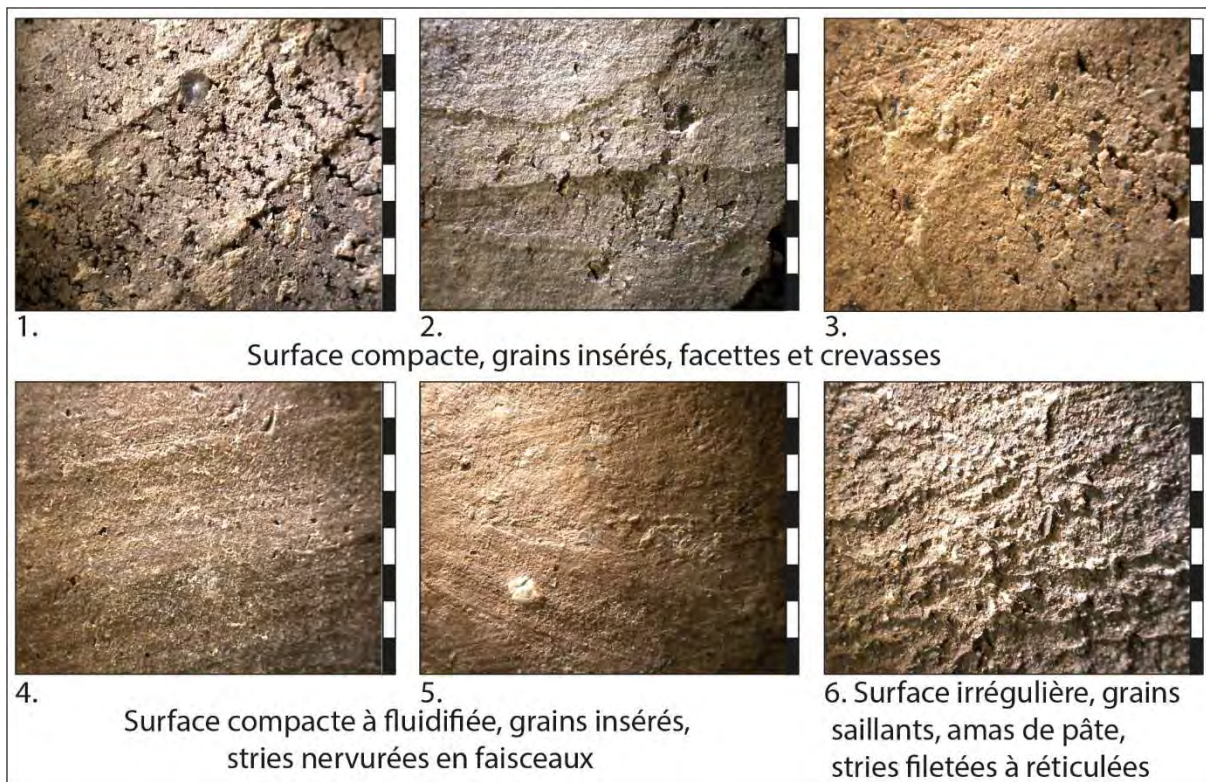 1.
2.
3.
Surface compacte, grains insérés, facettes et crevasses
4.
5.
Surface compacte à fluidifiée, grains insérés,
stries nervurées en faisceaux
6. Surface irrégulière, grains
saillants, amas de pâte,
stries filetées à réticulées